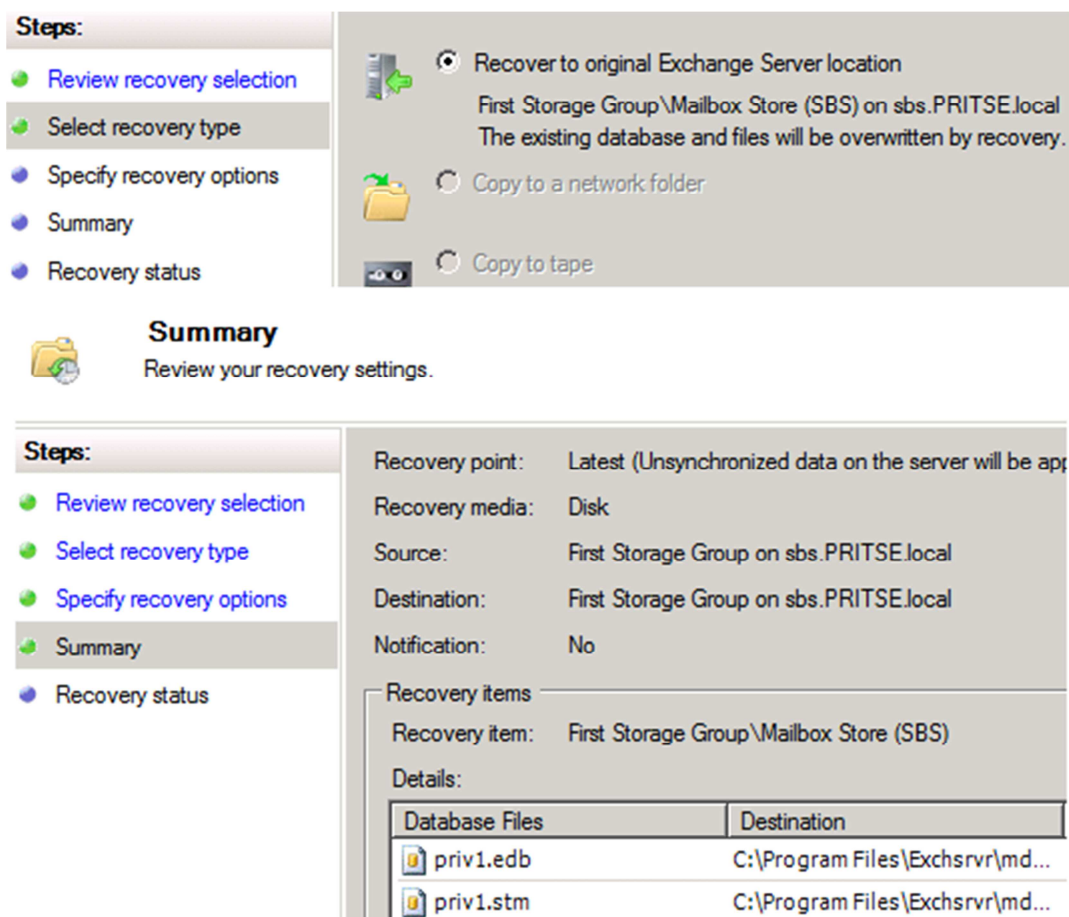 Steps:
Review recovery selection
Select recovery type
Specify recovery options
Summary
Recovery status
Recover to original Exchange Server location
First Storage Group\Mailbox Store (SBS) on sbs.PRITSE.local
The existing database and files will be overwritten by recovery.
Copy to a network folder
Copy to tape
Summary
Review your recovery settings.
Steps:
Review recovery selection
Select recovery type
Specify recovery options
Summary
Recovery status
Recovery point: Latest (Unsynchronized data on the server will be app
Recovery media: Disk
Source: First Storage Group on sbs.PRITSE.local
Destination: First Storage Group on sbs.PRITSE.local
Notification: No
Recovery items
Recovery item: First Storage Group\Mailbox Store (SBS)
Details:
Database Files Destination
priv1.edb C:\Program Files\Exchsrvr\md...
priv1.stm C:\Program Files\Exchsrvr\md...